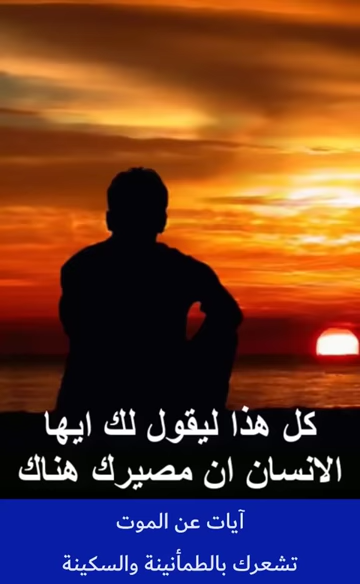 كل هذا ليقول لك ايها
الانسان ان مصيرك هناك
آيات عن الموت
تشعرك بالطمأنينة والسكينة